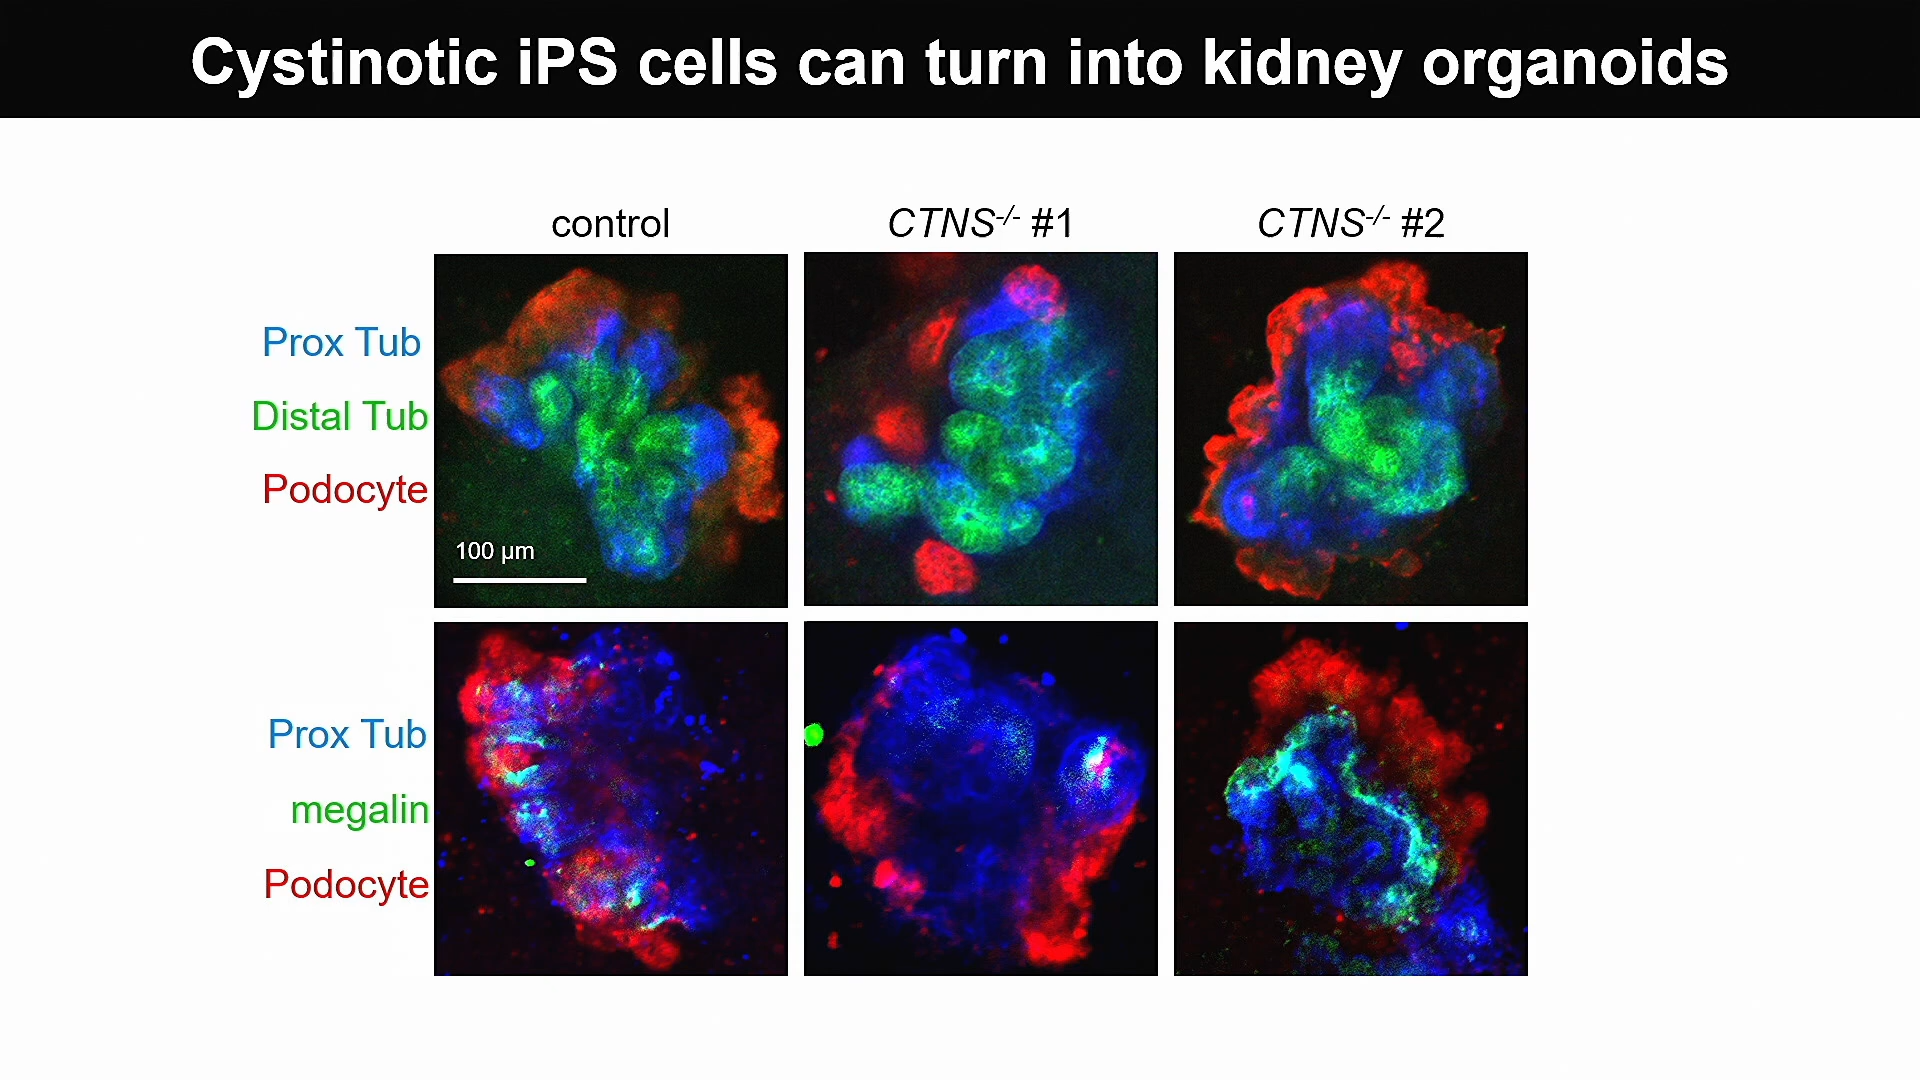 Cystinotic iPS cells can turn into kidney organoids
control
CTNS-/- #1
CTNS-/- #2
Prox Tub
Distal Tub
Podocyte
100 µm
Prox Tub
megalin
Podocyte